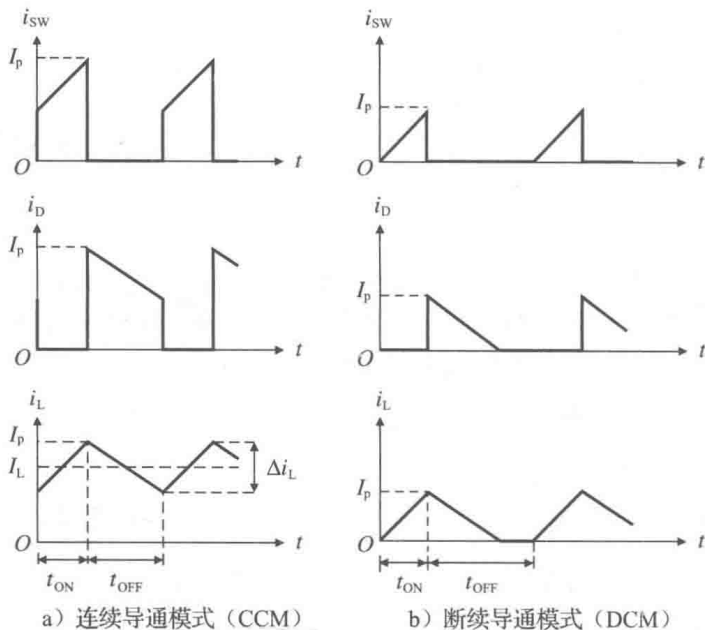 i_SW
I_p
O
t
i_D
I_p
O
t
i_L
I_p
I_L
Δi_L
O
t
t_ON
t_OFF
a）连续导通模式（CCM）
i_SW
I_p
O
t
i_D
I_p
O
t
i_L
I_p
O
t
t_ON
t_OFF
b）断续导通模式（DCM）